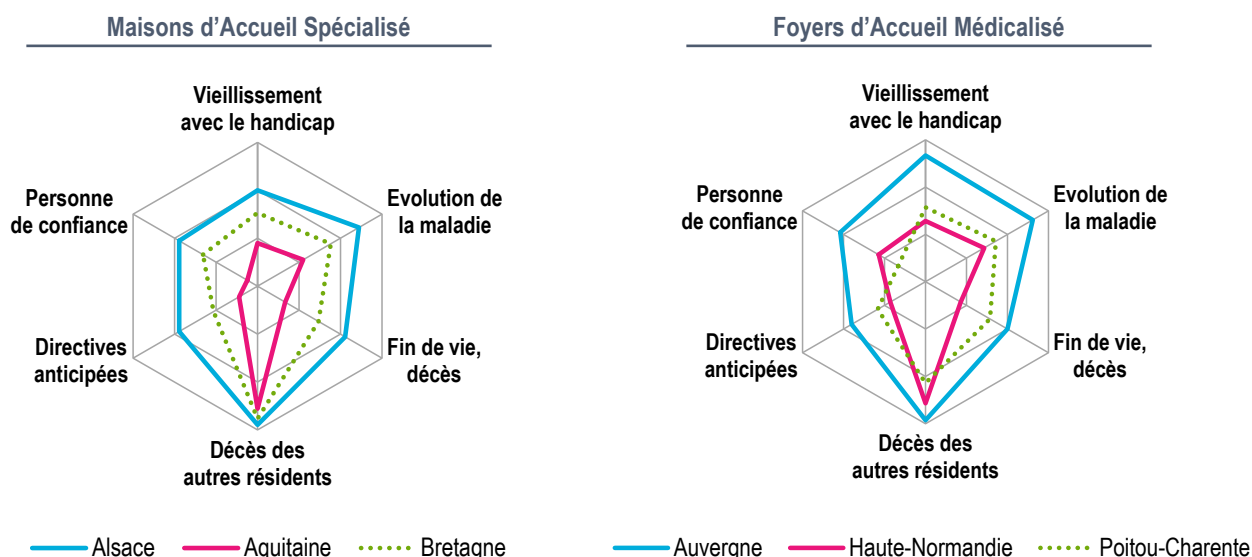 Maisons d'Accueil Spécialisé
Vieillissement
avec le handicap
Personne
de confiance
Evolution de
la maladie
Directives
anticipées
Fin de vie,
décès
Décès des
autres résidents
Alsace
Aquitaine
Bretagne
Foyers d'Accueil Médicalisé
Vieillissement
avec le handicap
Personne
de confiance
Evolution de
la maladie
Directives
anticipées
Fin de vie,
décès
Décès des
autres résidents
Auvergne
Haute-Normandie
Poitou-Charente